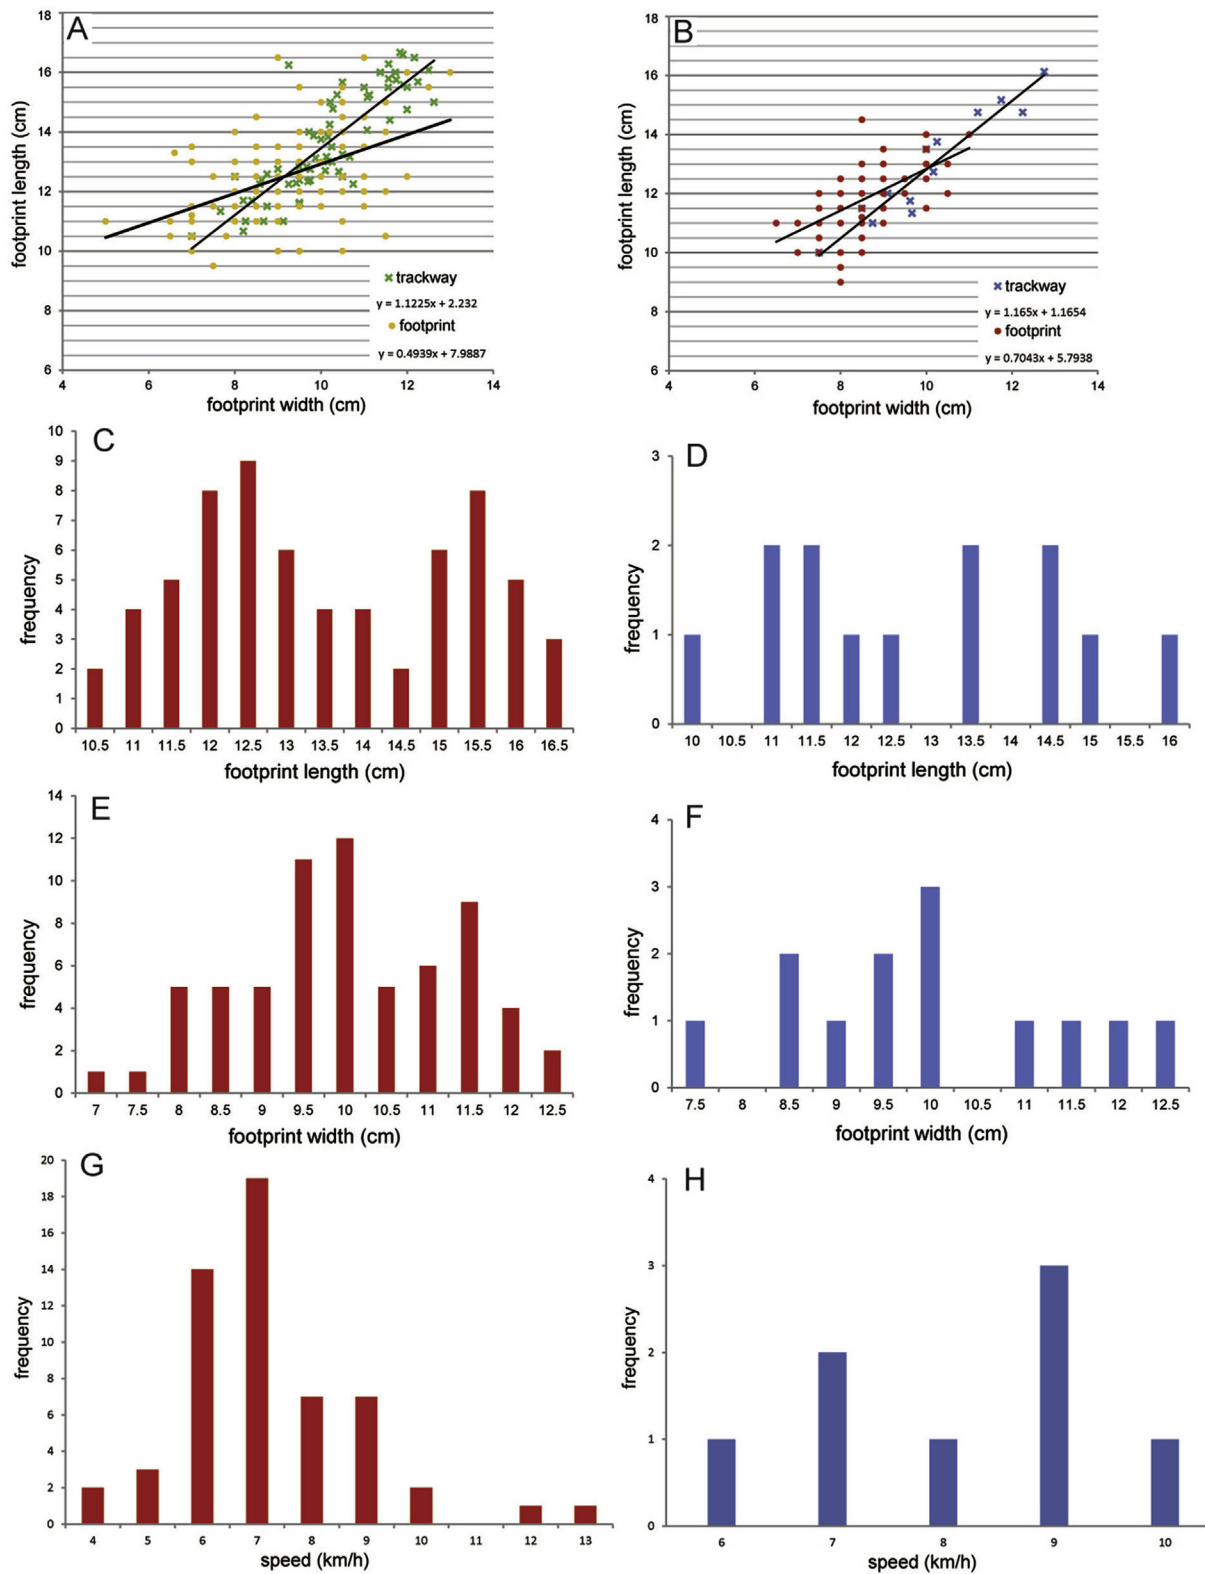 A
18
16
14
12
10
8
6
4 6 8 10 12 14
footprint length (cm)
footprint width (cm)
trackway
y = 1.1225x + 2.232
footprint
y = 0.4939x + 7.9887
B
18
16
14
12
10
8
6
4 6 8 10 12 14
footprint length (cm)
footprint width (cm)
trackway
y = 1.165x + 1.1654
footprint
y = 0.7043x + 5.7938
C
10
9
8
7
6
5
4
3
2
1
0
10.5 11 11.5 12 12.5 13 13.5 14 14.5 15 15.5 16 16.5
frequency
footprint length (cm)
D
3
2
1
0
10 10.5 11 11.5 12 12.5 13 13.5 14 14.5 15 15.5 16
frequency
footprint length (cm)
E
14
12
10
8
6
4
2
0
7 7.5 8 8.5 9 9.5 10 10.5 11 11.5 12 12.5
frequency
footprint width (cm)
F
4
3
2
1
0
7.5 8 8.5 9 9.5 10 10.5 11 11.5 12 12.5
frequency
footprint width (cm)
G
20
18
16
14
12
10
8
6
4
2
0
4 5 6 7 8 9 10 11 12 13
frequency
speed (km/h)
H
4
3
2
1
0
6 7 8 9 10
frequency
speed (km/h)